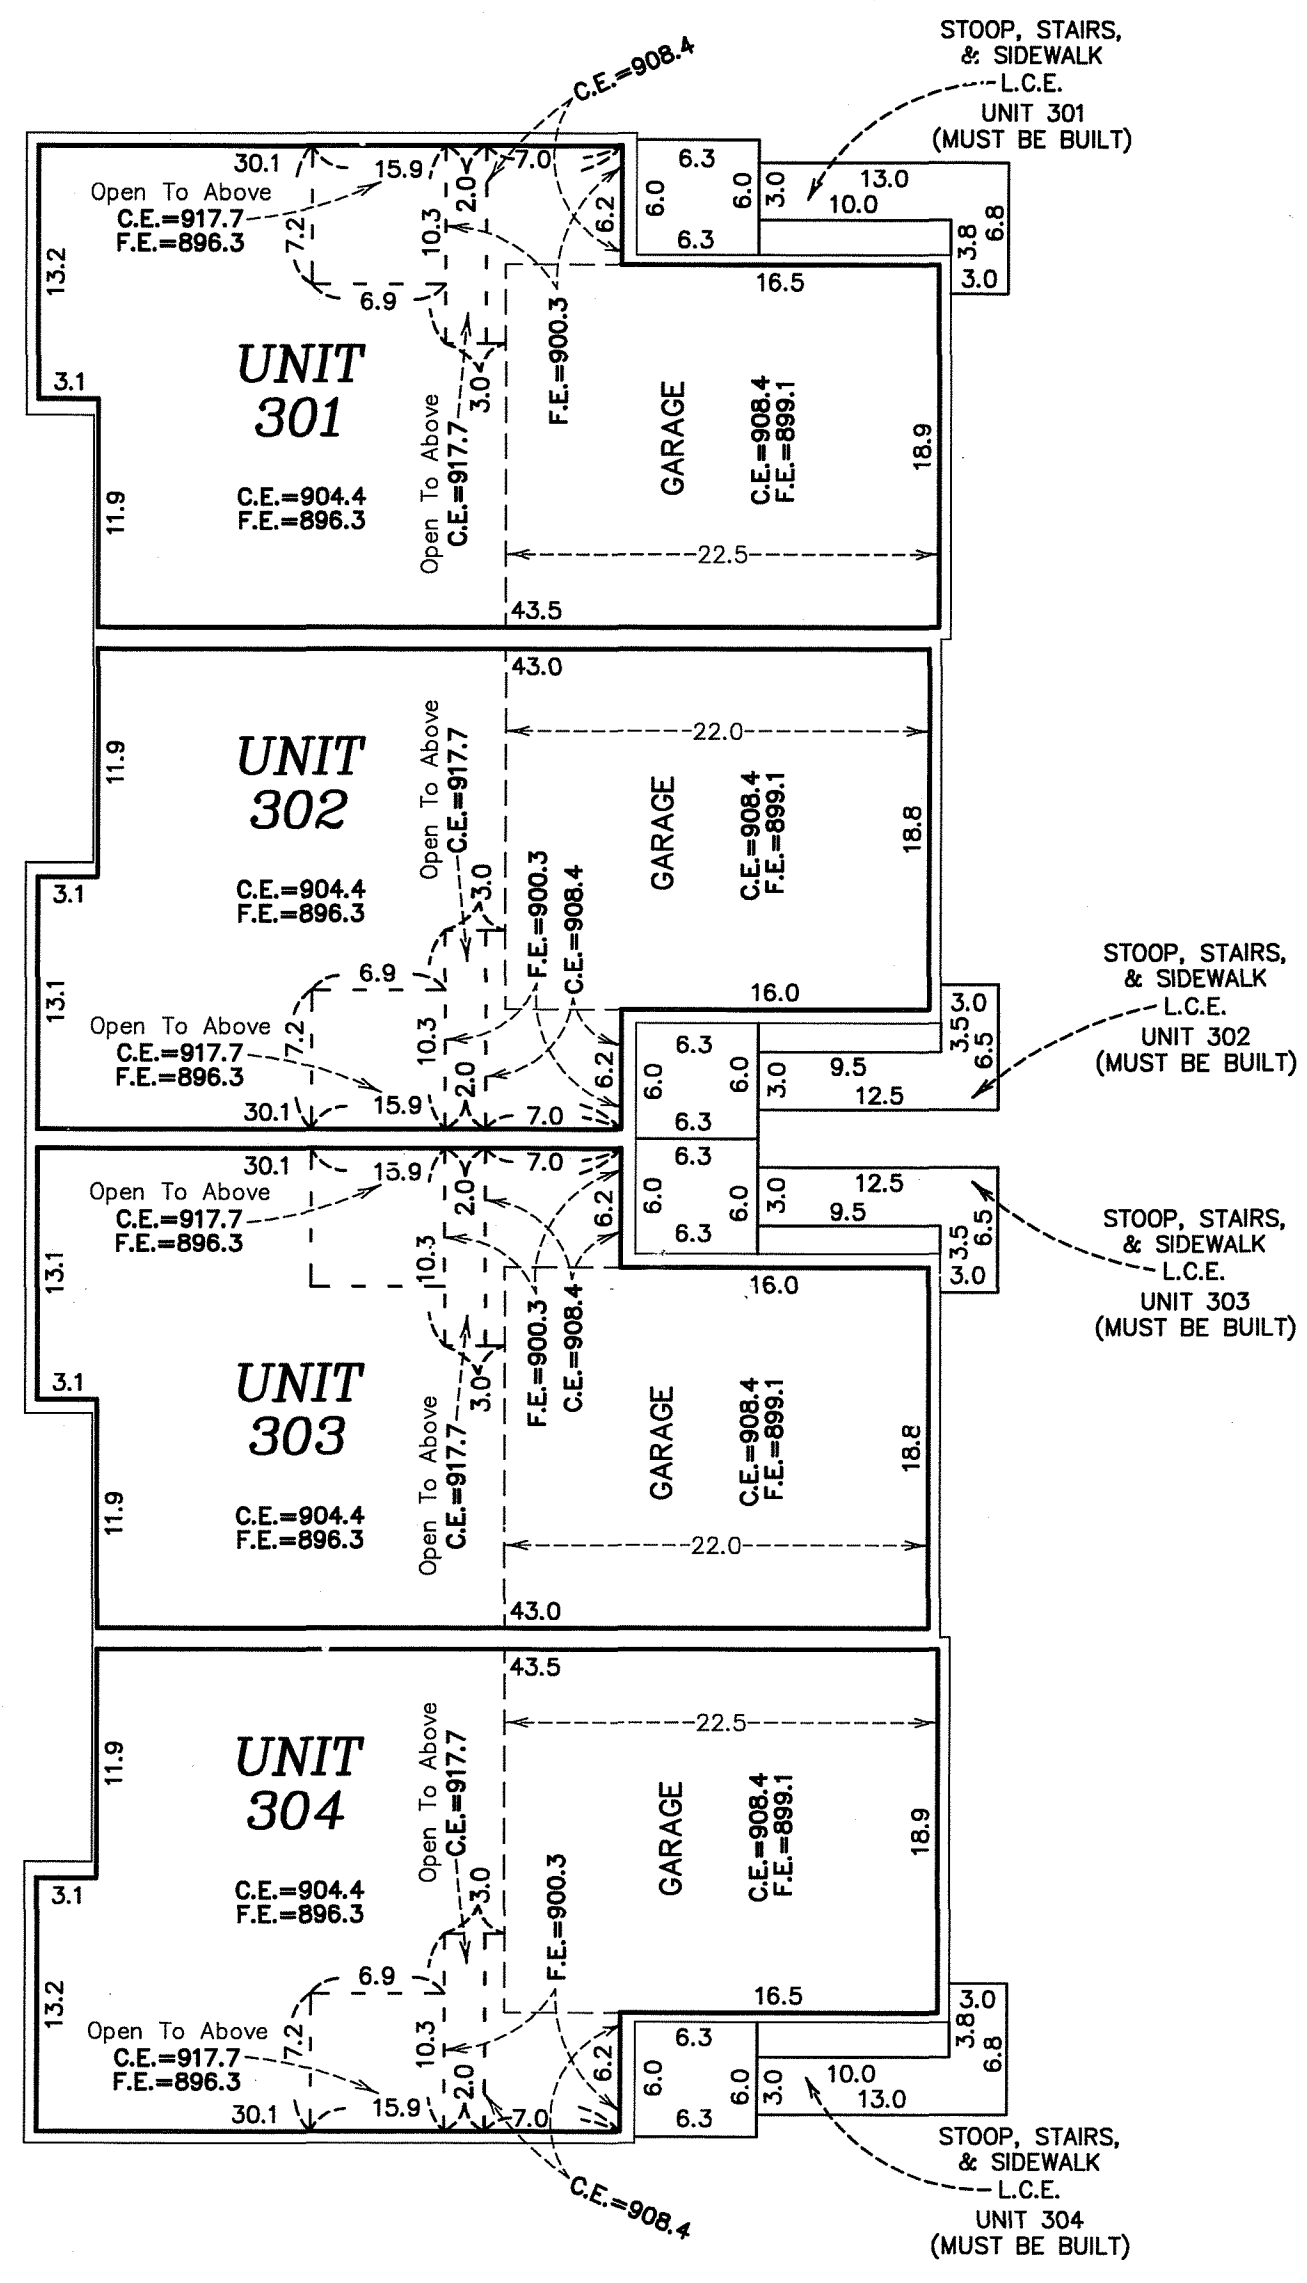 STOOP, STAIRS,
& SIDEWALK
L.C.E.
UNIT 301
(MUST BE BUILT)
C.E.=908.4
30.1
15.9
2.0
7.0
Open To Above
C.E.=917.7
F.E.=896.3
7.2
10.3
6.2
6.9
13.2
3.1
6.3
6.0
6.0
6.3
3.0
13.0
10.0
3.8
6.8
3.0
16.5
UNIT
301
C.E.=904.4
F.E.=896.3
11.9
3.0
Open To Above
C.E.=917.7
F.E.=900.3
GARAGE
C.E.=908.4
F.E.=899.1
18.9
22.5
43.5
43.0
22.0
11.9
UNIT
302
C.E.=904.4
F.E.=896.3
Open To Above
C.E.=917.7
3.0
F.E.=900.3
C.E.=908.4
GARAGE
C.E.=908.4
F.E.=899.1
18.8
3.1
13.1
6.9
7.2
Open To Above
C.E.=917.7
F.E.=896.3
30.1
15.9
10.3
2.0
7.0
6.2
16.0
6.3
6.0
6.0
6.3
3.0
9.5
12.5
3.0
3.5
6.5
STOOP, STAIRS,
& SIDEWALK
L.C.E.
UNIT 302
(MUST BE BUILT)
30.1
15.9
2.0
7.0
Open To Above
C.E.=917.7
F.E.=896.3
10.3
6.2
13.1
3.1
6.3
6.0
6.0
6.3
3.0
12.5
9.5
3.5
6.5
3.0
STOOP, STAIRS,
& SIDEWALK
L.C.E.
UNIT 303
(MUST BE BUILT)
16.0
UNIT
303
C.E.=904.4
F.E.=896.3
11.9
3.0
Open To Above
C.E.=917.7
F.E.=900.3
C.E.=908.4
GARAGE
C.E.=908.4
F.E.=899.1
18.8
22.0
43.0
43.5
22.5
11.9
UNIT
304
C.E.=904.4
F.E.=896.3
Open To Above
C.E.=917.7
3.0
F.E.=900.3
GARAGE
C.E.=908.4
F.E.=899.1
18.9
3.1
13.2
6.9
7.2
Open To Above
C.E.=917.7
F.E.=896.3
30.1
15.9
10.3
2.0
7.0
6.2
16.5
6.3
6.0
6.0
6.3
3.0
10.0
13.0
3.0
3.8
6.8
C.E.=908.4
STOOP, STAIRS,
& SIDEWALK
L.C.E.
UNIT 304
(MUST BE BUILT)